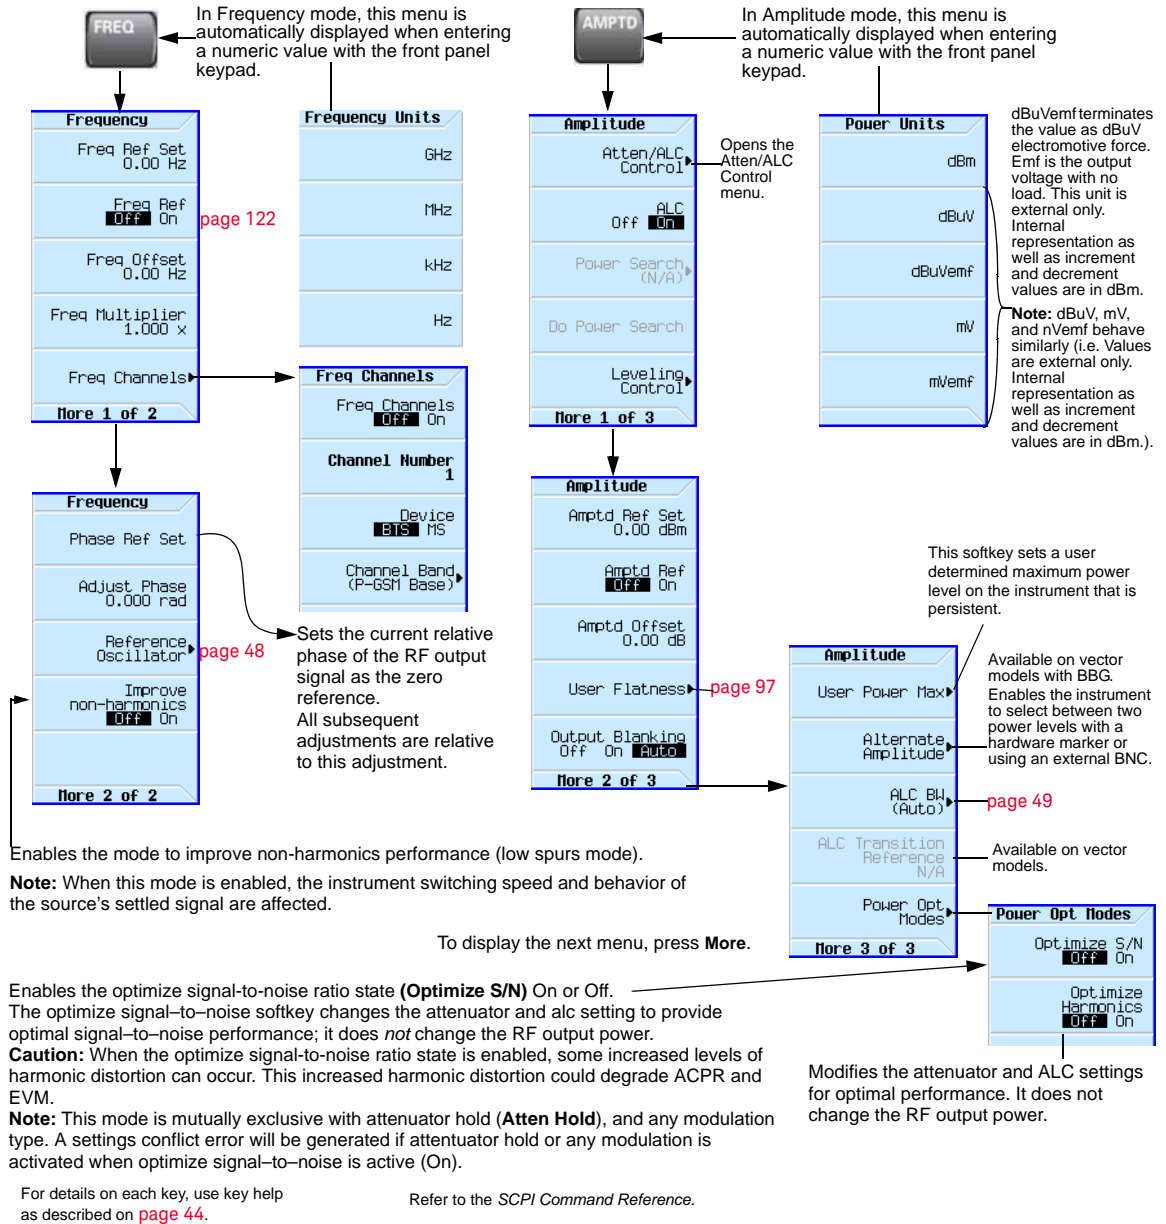 FREQ
In Frequency mode, this menu is
automatically displayed when entering
a numeric value with the front panel
keypad.
AMPTD
In Amplitude mode, this menu is
automatically displayed when entering
a numeric value with the front panel
keypad.
Frequency
Freq Ref Set
0.00 Hz
Freq Ref
Off On
page 122
Freq Offset
0.00 Hz
Freq Multiplier
1.000 x
Freq Channels
More 1 of 2
Frequency Units
GHz
MHz
kHz
Hz
Freq Channels
Freq Channels
Off On
Channel Number
1
Device
BTS MS
Channel Band
(P-GSM Base)
Frequency
Phase Ref Set
Adjust Phase
0.000 rad
Reference
Oscillator
page 48
Improve
non-harmonics
Off On
More 2 of 2
Sets the current relative
phase of the RF output
signal as the zero
reference.
All subsequent
adjustments are relative
to this adjustment.
Amplitude
Atten/ALC
Control
Opens the
Atten/ALC
Control
menu.
ALC
Off On
Power Search
(N/A)
Do Power Search
Leveling
Control
More 1 of 3
Power Units
dBm
dBuV
dBuVemf
mV
mVemf
dBuVemf terminates
the value as dBuV
electromotive force.
Emf is the output
voltage with no
load. This unit is
external only.
Internal
representation as
well as increment
and decrement
values are in dBm.
Note: dBuV, mV,
and nVemf behave
similarly (i.e. Values
are external only.
Internal
representation as
well as increment
and decrement
values are in dBm.).
Amplitude
Amptd Ref Set
0.00 dBm
Amptd Ref
Off On
Amptd Offset
0.00 dB
User Flatness
page 97
Output Blanking
Off On Auto
More 2 of 3
This softkey sets a user
determined maximum power
level on the instrument that is
persistent.
Amplitude
User Power Max
Alternate
Amplitude
Available on vector
models with BBG.
Enables the instrument
to select between two
power levels with a
hardware marker or
using an external BNC.
ALC BW
(Auto)
page 49
ALC Transition
Reference
N/A
Available on vector
models.
Power Opt
Modes
More 3 of 3
Power Opt Modes
Optimize S/N
Off On
Optimize
Harmonics
Off On
Modifies the attenuator and ALC settings
for optimal performance. It does not
change the RF output power.
Enables the mode to improve non-harmonics performance (low spurs mode).
Note: When this mode is enabled, the instrument switching speed and behavior of
the source's settled signal are affected.
To display the next menu, press More.
Enables the optimize signal-to-noise ratio state (Optimize S/N) On or Off.
The optimize signal–to–noise softkey changes the attenuator and alc setting to provide
optimal signal–to–noise performance; it does not change the RF output power.
Caution: When the optimize signal-to-noise ratio state is enabled, some increased levels of
harmonic distortion can occur. This increased harmonic distortion could degrade ACPR and
EVM.
Note: This mode is mutually exclusive with attenuator hold (Atten Hold), and any modulation
type. A settings conflict error will be generated if attentuator hold or any modulation is
activated when optimize signal–to–noise is active (On).
For details on each key, use key help
as described on page 44.
Refer to the SCPI Command Reference.